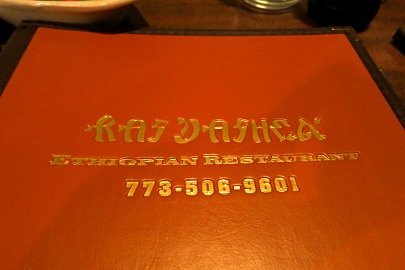 RAS DASHEN
ETHIOPIAN RESTAURANT
773-506-9601